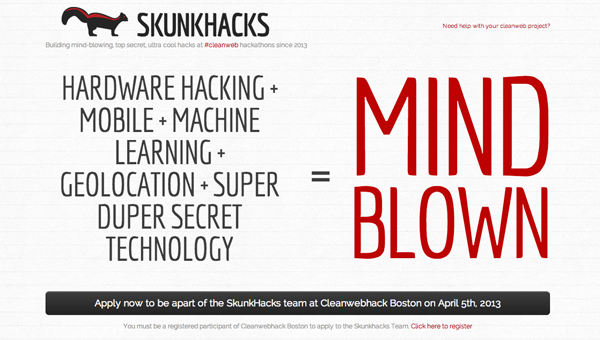 SKUNKHACKS
Need help with your cleanweb project?
Building mind-blowing, top secret, ultra cool hacks at #cleanweb hackathons since 2013
HARDWARE HACKING +
MOBILE + MACHINE
LEARNING +
GEOLOCATION + SUPER
DUPER SECRET
TECHNOLOGY
=
MIND
BLOWN
Apply now to be apart of the SkunkHacks team at Cleanwebhack Boston on April 5th, 2013
You must be a registered participant of Cleanwebhack Boston to apply to the Skunkhacks Team. Click here to register